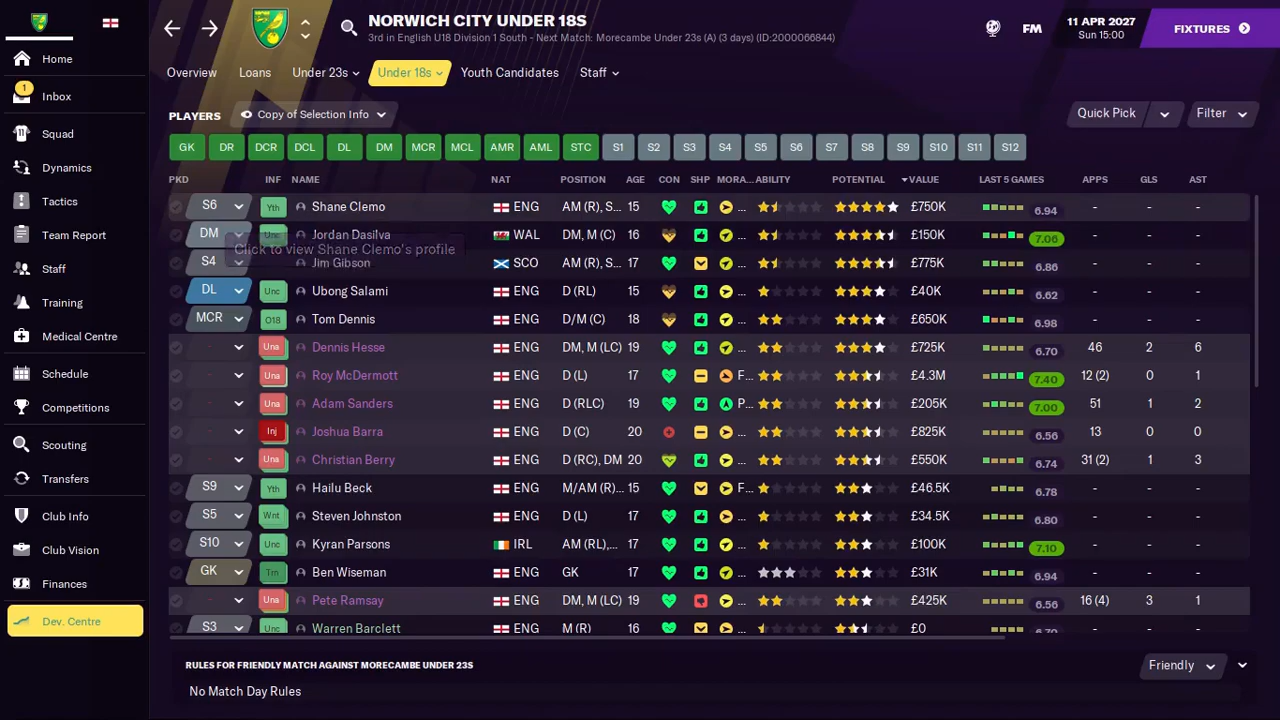 NORWICH CITY UNDER 18S
3rd in English U18 Division 1 South - Next Match: Morecambe Under 23s (A) (3 days) (ID:2000066844)
FM
11 APR 2027
Sun 15:00
FIXTURES
Home
1
Inbox
Squad
Dynamics
Tactics
Team Report
Staff
Training
Medical Centre
Schedule
Competitions
Scouting
Transfers
Club Info
Club Vision
Finances
Dev. Centre
Overview Loans Under 23s Under 18s Youth Candidates Staff
PLAYERS Copy of Selection Info Quick Pick Filter
GK DR DCR DCL DL DM MCR MCL AMR AML STC S1 S2 S3 S4 S5 S6 S7 S8 S9 S10 S11 S12
PKD INF NAME NAT POSITION AGE CON SHP MORA... ABILITY POTENTIAL VALUE LAST 5 GAMES APPS GLS AST
S6 Yth Shane Clemo ENG AM (R), S... 15 ... £750K 6.94 - - -
DM Unc Jordan Dasilva WAL DM, M (C) 16 ... £150K 7.06 - - -
Click to view Shane Clemo's profile
S4 Jim Gibson SCO AM (R), S... 17 ... £775K 6.86 - - -
DL Unc Ubong Salami ENG D (RL) 15 ... £40K 6.62 - - -
MCR O18 Tom Dennis ENG D/M (C) 18 ... £650K 6.98 - - -
- Una Dennis Hesse ENG DM, M (LC) 19 ... £725K 6.70 46 2 6
- Una Roy McDermott ENG D (L) 17 F... £4.3M 7.40 12 (2) 0 1
- Una Adam Sanders ENG D (RLC) 19 P... £205K 7.00 51 1 2
- Inj Joshua Barra ENG D (C) 20 ... £825K 6.56 13 0 0
- Una Christian Berry ENG D (RC), DM 20 ... £550K 6.74 31 (2) 1 3
S9 Yth Hailu Beck ENG M/AM (R)... 15 F... £46.5K 6.78 - - -
S5 Wnt Steven Johnston ENG D (L) 17 ... £34.5K 6.80 - - -
S10 Unc Kyran Parsons IRL AM (RL),... 17 ... £100K 7.10 - - -
GK Trn Ben Wiseman ENG GK 17 ... £31K 6.94 - - -
- Una Pete Ramsay ENG DM, M (LC) 19 ... £425K 6.56 16 (4) 3 1
S3 Unc Warren Barclett ENG M (R) 16 ... £0 6.70 - - -
RULES FOR FRIENDLY MATCH AGAINST MORECAMBE UNDER 23S
Friendly
No Match Day Rules